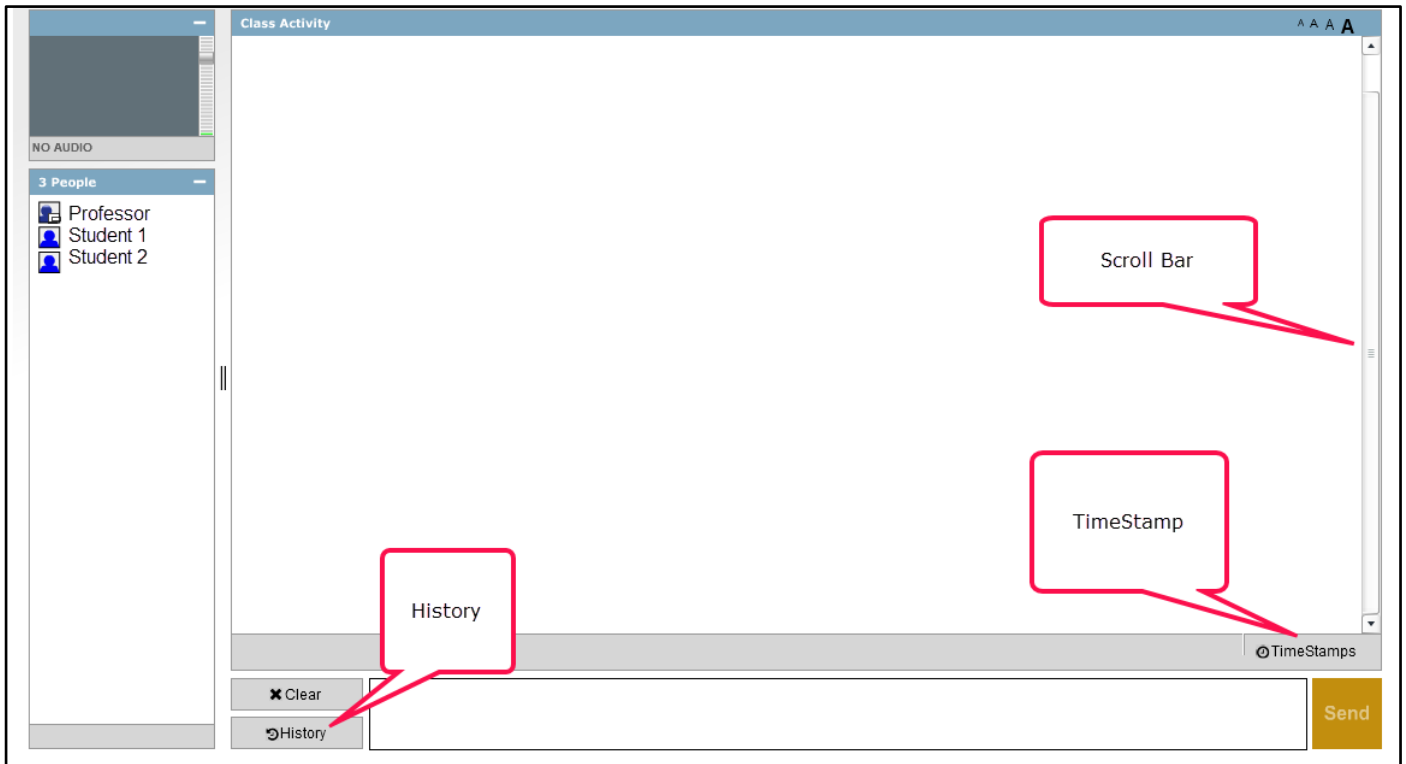 Class Activity
A A A A
NO AUDIO
3 People
Professor
Student 1
Student 2
Scroll Bar
TimeStamp
History
TimeStamps
Clear
History
Send